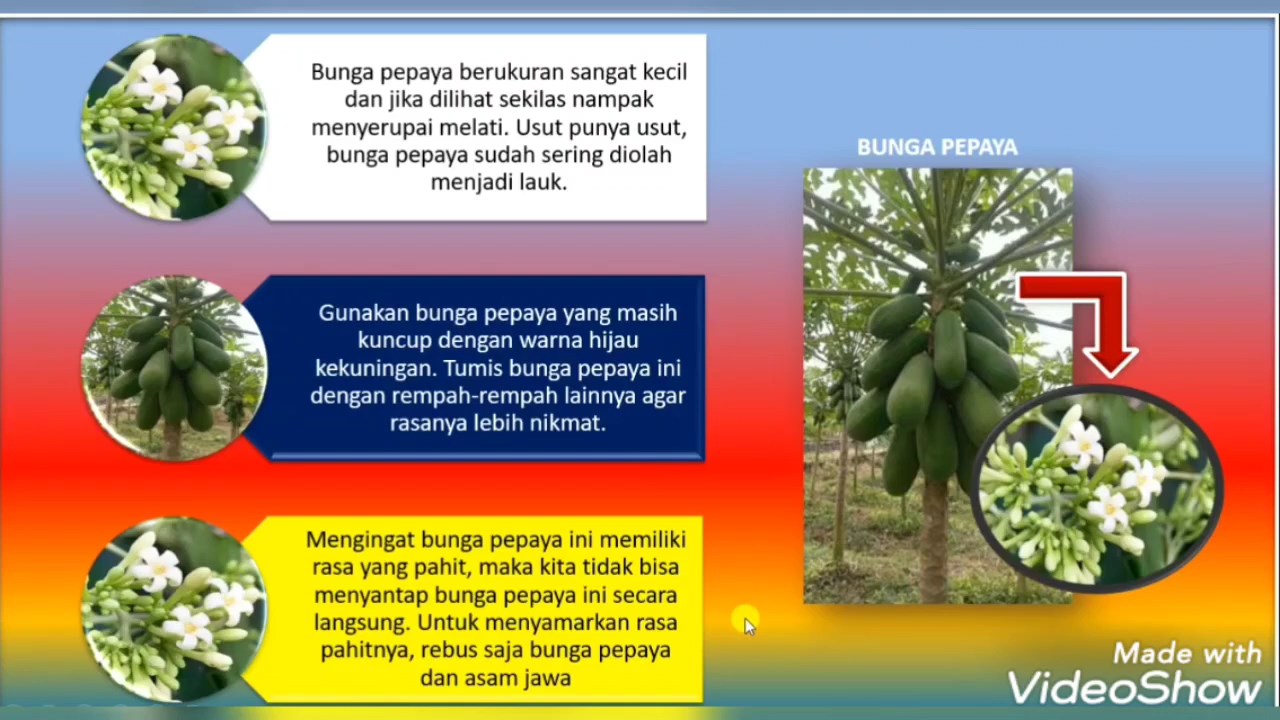 Bunga pepaya berukuran sangat kecil
dan jika dilihat sekilas nampak
menyerupai melati. Usut punya usut,
bunga pepaya sudah sering diolah
menjadi lauk.
BUNGA PEPAYA
Gunakan bunga pepaya yang masih
kuncup dengan warna hijau
kekuningan. Tumis bunga pepaya ini
dengan rempah-rempah lainnya agar
rasanya lebih nikmat.
Mengingat bunga pepaya ini memiliki
rasa yang pahit, maka kita tidak bisa
menyantap bunga pepaya ini secara
langsung. Untuk menyamarkan rasa
pahitnya, rebus saja bunga pepaya
dan asam jawa
Made with
VideoShow